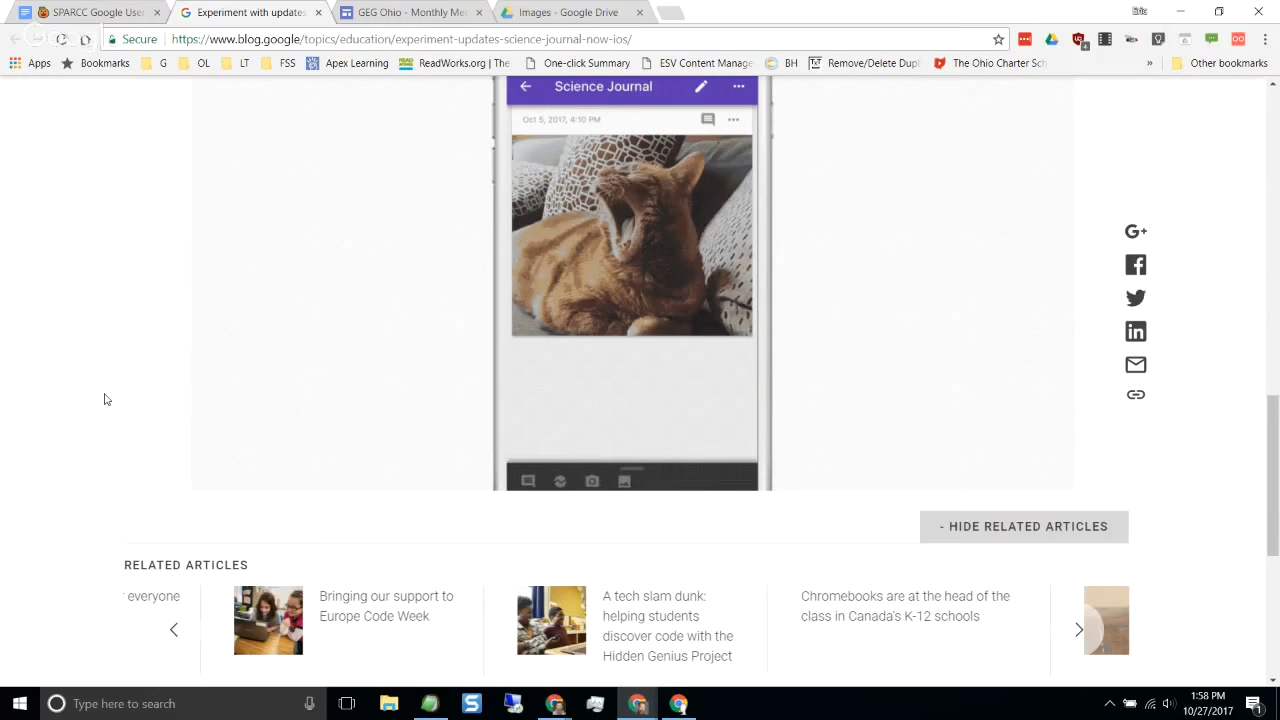 SPARCC Google User
Experiment with updates
GEG Ohio - Monthly Mee
Images - Google Drive
Secure
https://www.blog.google/topics/education/experiment-updates-science-journal-now-ios/
Apps
Bookmarks
G
OL
LT
FSS
Apex Learning
ReadWorks.org | The
One-click Summary
ESV Content Manage
BH
Remove/Delete Dupl
The Ohio Charter Sch
»
Other bookmarks
Science Journal
Oct 5, 2017, 4:10 PM
G+
- HIDE RELATED ARTICLES
RELATED ARTICLES
everyone
Bringing our support to
Europe Code Week
A tech slam dunk:
helping students
discover code with the
Hidden Genius Project
Chromebooks are at the head of the
class in Canada's K-12 schools
Type here to search
1:58 PM
10/27/2017